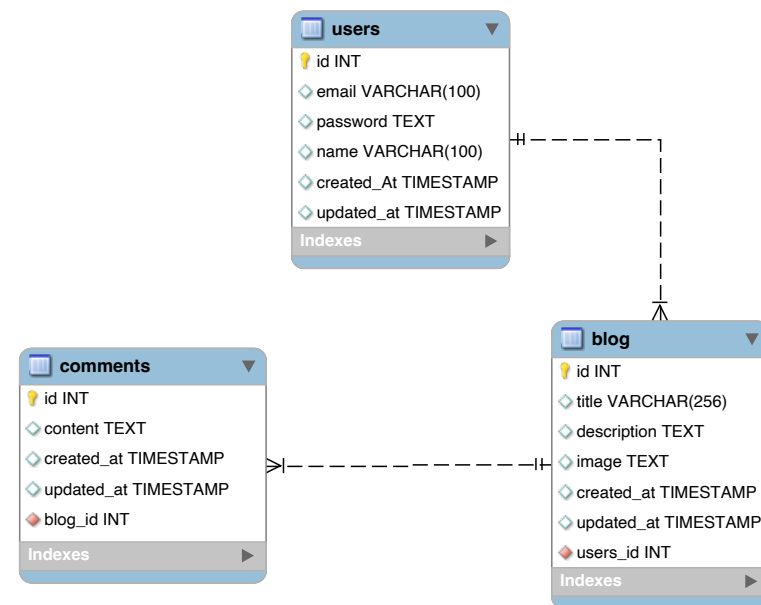 users
id INT
email VARCHAR(100)
password TEXT
name VARCHAR(100)
created_At TIMESTAMP
updated_at TIMESTAMP
Indexes
comments
id INT
content TEXT
created_at TIMESTAMP
updated_at TIMESTAMP
blog_id INT
Indexes
blog
id INT
title VARCHAR(256)
description TEXT
image TEXT
created_at TIMESTAMP
updated_at TIMESTAMP
users_id INT
Indexes